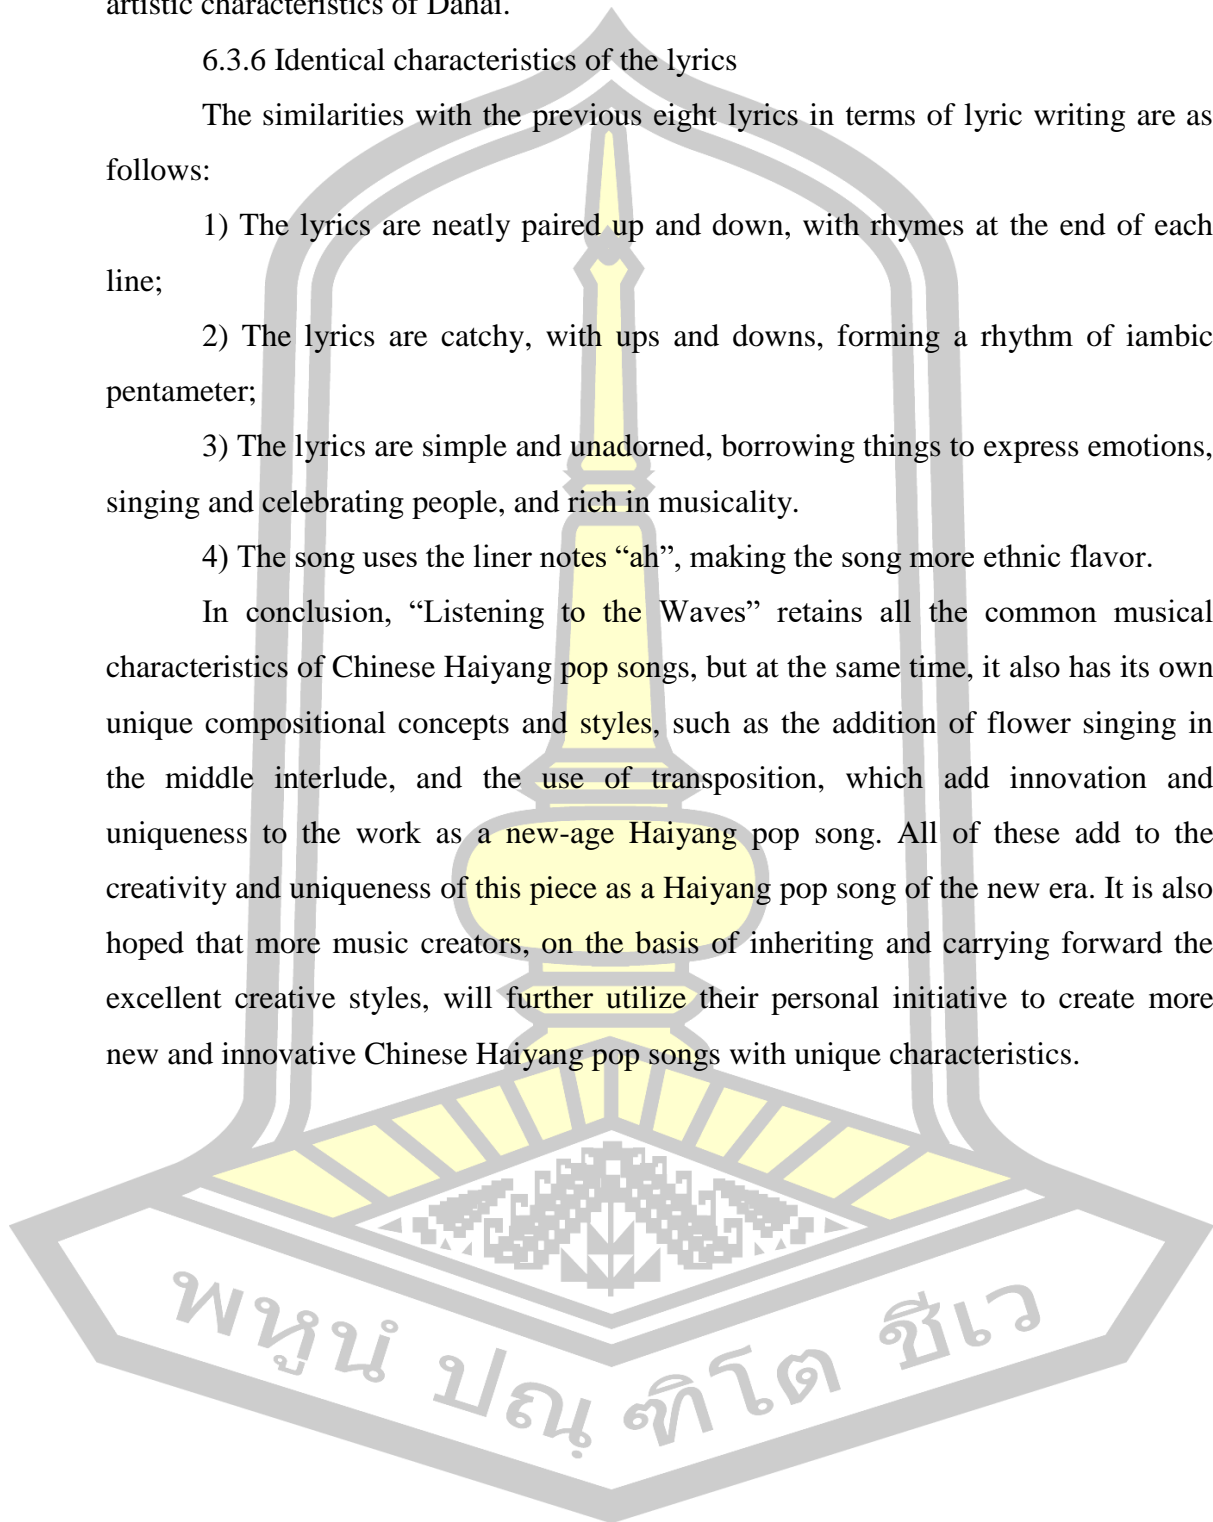 artistic characteristics of Dahai.
6.3.6 Identical characteristics of the lyrics
The similarities with the previous eight lyrics in terms of lyric writing are as
follows:
1) The lyrics are neatly paired up and down, with rhymes at the end of each
line;
2) The lyrics are catchy, with ups and downs, forming a rhythm of iambic
pentameter;
3) The lyrics are simple and unadorned, borrowing things to express emotions,
singing and celebrating people, and rich in musicality.
4) The song uses the liner notes “ah”, making the song more ethnic flavor.
In conclusion, “Listening to the Waves” retains all the common musical
characteristics of Chinese Haiyang pop songs, but at the same time, it also has its own
unique compositional concepts and styles, such as the addition of flower singing in
the middle interlude, and the use of transposition, which add innovation and
uniqueness to the work as a new-age Haiyang pop song. All of these add to the
creativity and uniqueness of this piece as a Haiyang pop song of the new era. It is also
hoped that more music creators, on the basis of inheriting and carrying forward the
excellent creative styles, will further utilize their personal initiative to create more
new and innovative Chinese Haiyang pop songs with unique characteristics.
พหูนํ ปณฺ ฑิโต ชีเว